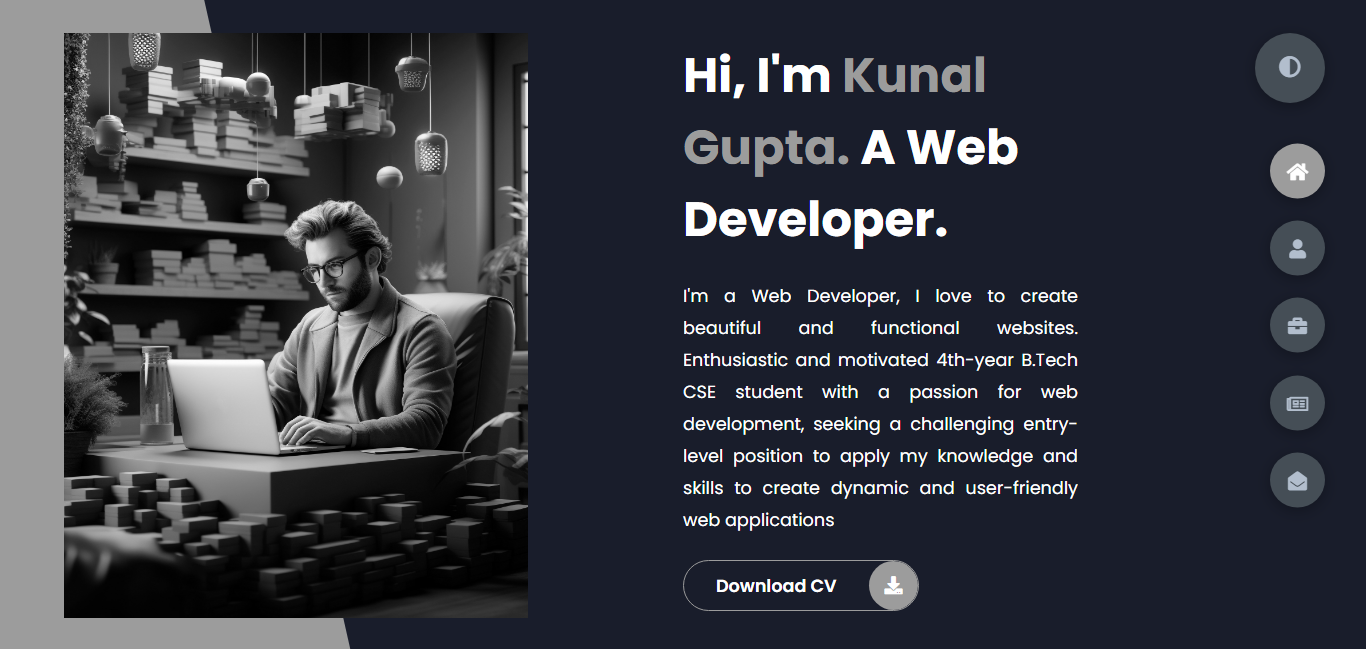 Hi, I'm Kunal
Gupta. A Web
Developer.
I'm a Web Developer, I love to create
beautiful and functional websites.
Enthusiastic and motivated 4th-year B.Tech
CSE student with a passion for web
development, seeking a challenging entry-
level position to apply my knowledge and
skills to create dynamic and user-friendly
web applications
Download CV